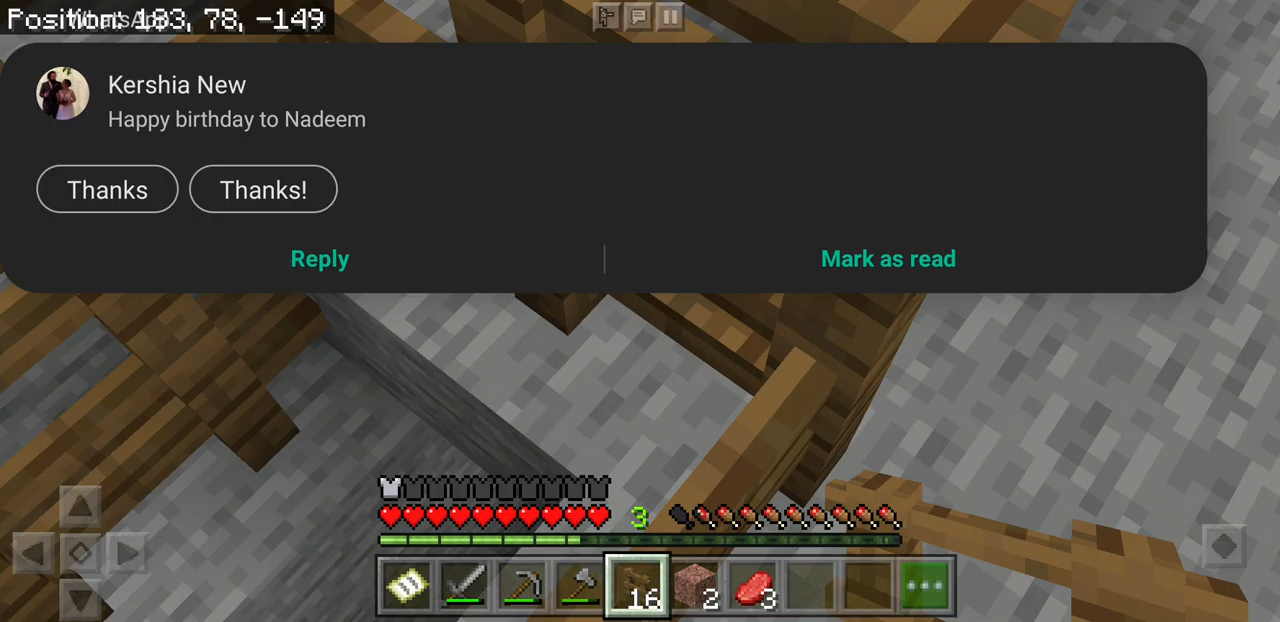 Position: 183, 78, -149
WhatsApp
Kershia New
Happy birthday to Nadeem
Thanks
Thanks!
Reply
Mark as read
3
16
2
3